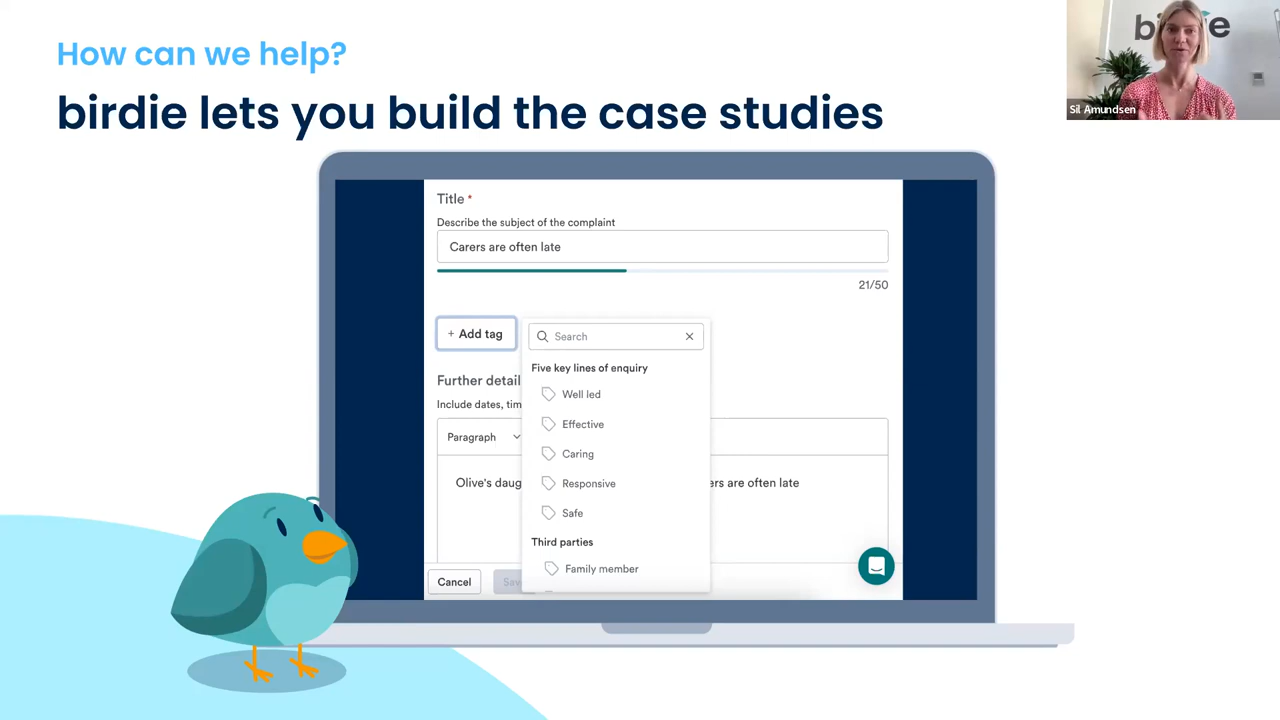 How can we help?
birdie lets you build the case studies
birdie
Sil Amundsen
Title *
Describe the subject of the complaint
Carers are often late
21/50
+ Add tag
Search
Five key lines of enquiry
Well led
Effective
Caring
Responsive
Safe
Third parties
Family member
Further detail
Include dates, tim
Paragraph
Olive's daug
ers are often late
Cancel
Sav